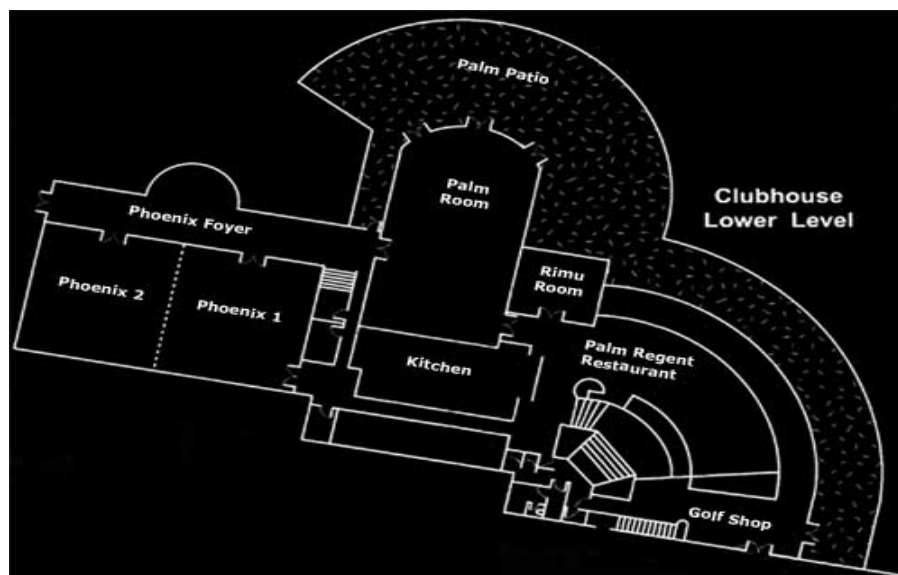 Palm Patio
Palm
Room
Clubhouse
Lower Level
Phoenix Foyer
Rimu
Room
Phoenix 2
Phoenix 1
Palm Regent
Restaurant
Kitchen
Golf Shop